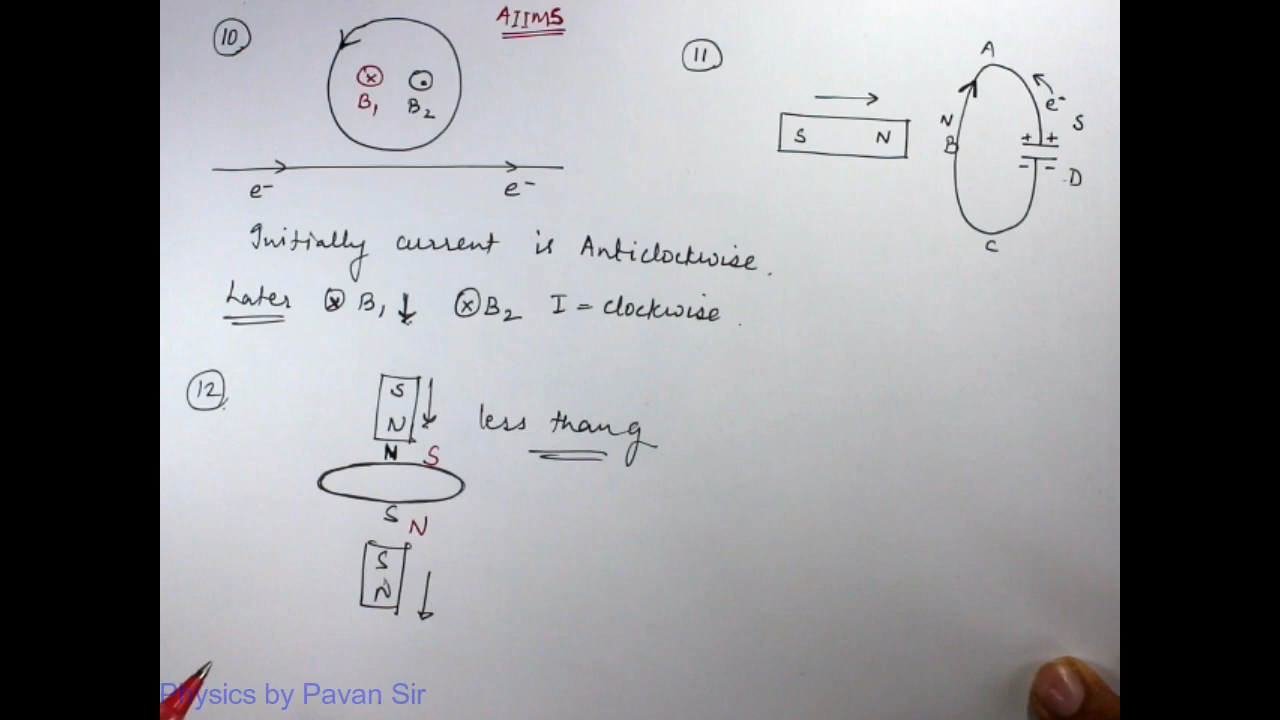 AIIMS
10
B₁ B₂
e⁻ e⁻
Initially current is Anticlockwise.
Later ⊗ B₁ ↓ ⊗ B₂ I = clockwise.
11
A
e⁻
S N
N
B
S
+ +
- -
D
C
12
S
N
less than g
N S
S N
S
N
Physics by Pavan Sir